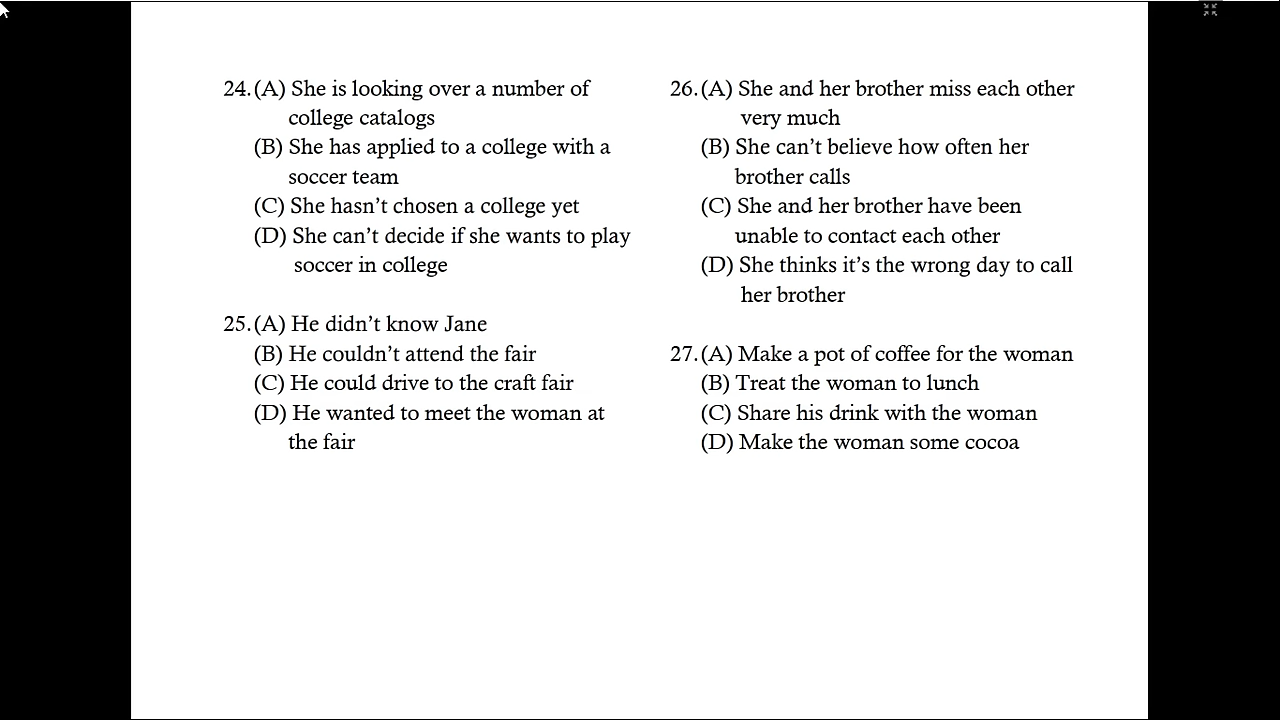 24.(A) She is looking over a number of
college catalogs
(B) She has applied to a college with a
soccer team
(C) She hasn’t chosen a college yet
(D) She can’t decide if she wants to play
soccer in college
25.(A) He didn’t know Jane
(B) He couldn’t attend the fair
(C) He could drive to the craft fair
(D) He wanted to meet the woman at
the fair
26.(A) She and her brother miss each other
very much
(B) She can’t believe how often her
brother calls
(C) She and her brother have been
unable to contact each other
(D) She thinks it’s the wrong day to call
her brother
27.(A) Make a pot of coffee for the woman
(B) Treat the woman to lunch
(C) Share his drink with the woman
(D) Make the woman some cocoa